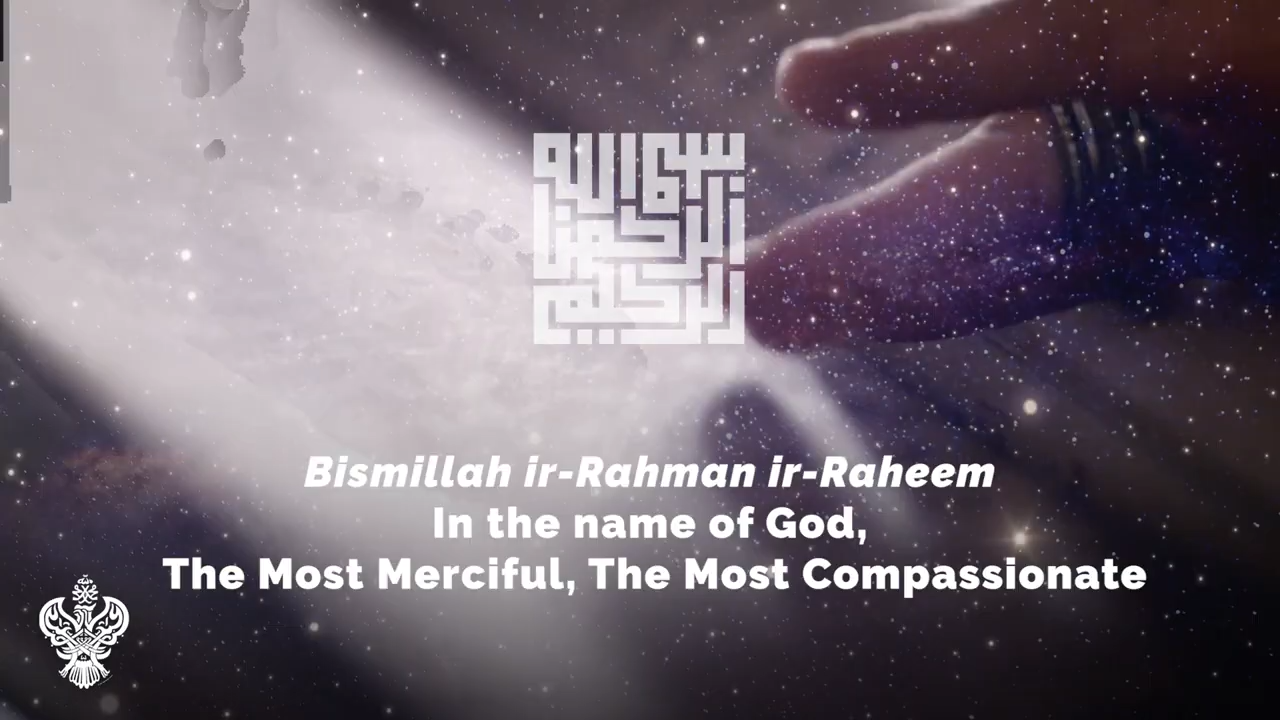 بسم الله
الرحمن
الرحيم
Bismillah ir-Rahman ir-Raheem
In the name of God,
The Most Merciful, The Most Compassionate